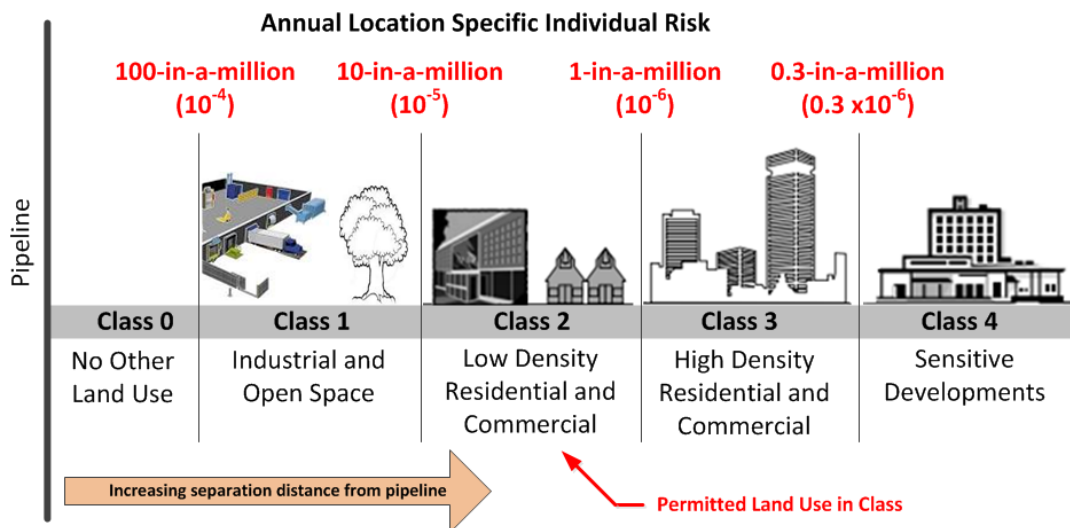 Annual Location Specific Individual Risk
100-in-a-million
(10⁻⁴)
10-in-a-million
(10⁻⁵)
1-in-a-million
(10⁻⁶)
0.3-in-a-million
(0.3 x10⁻⁶)
Pipeline
Class 0
Class 1
Class 2
Class 3
Class 4
No Other
Land Use
Industrial and
Open Space
Low Density
Residential and
Commercial
High Density
Residential and
Commercial
Sensitive
Developments
Increasing separation distance from pipeline
Permitted Land Use in Class